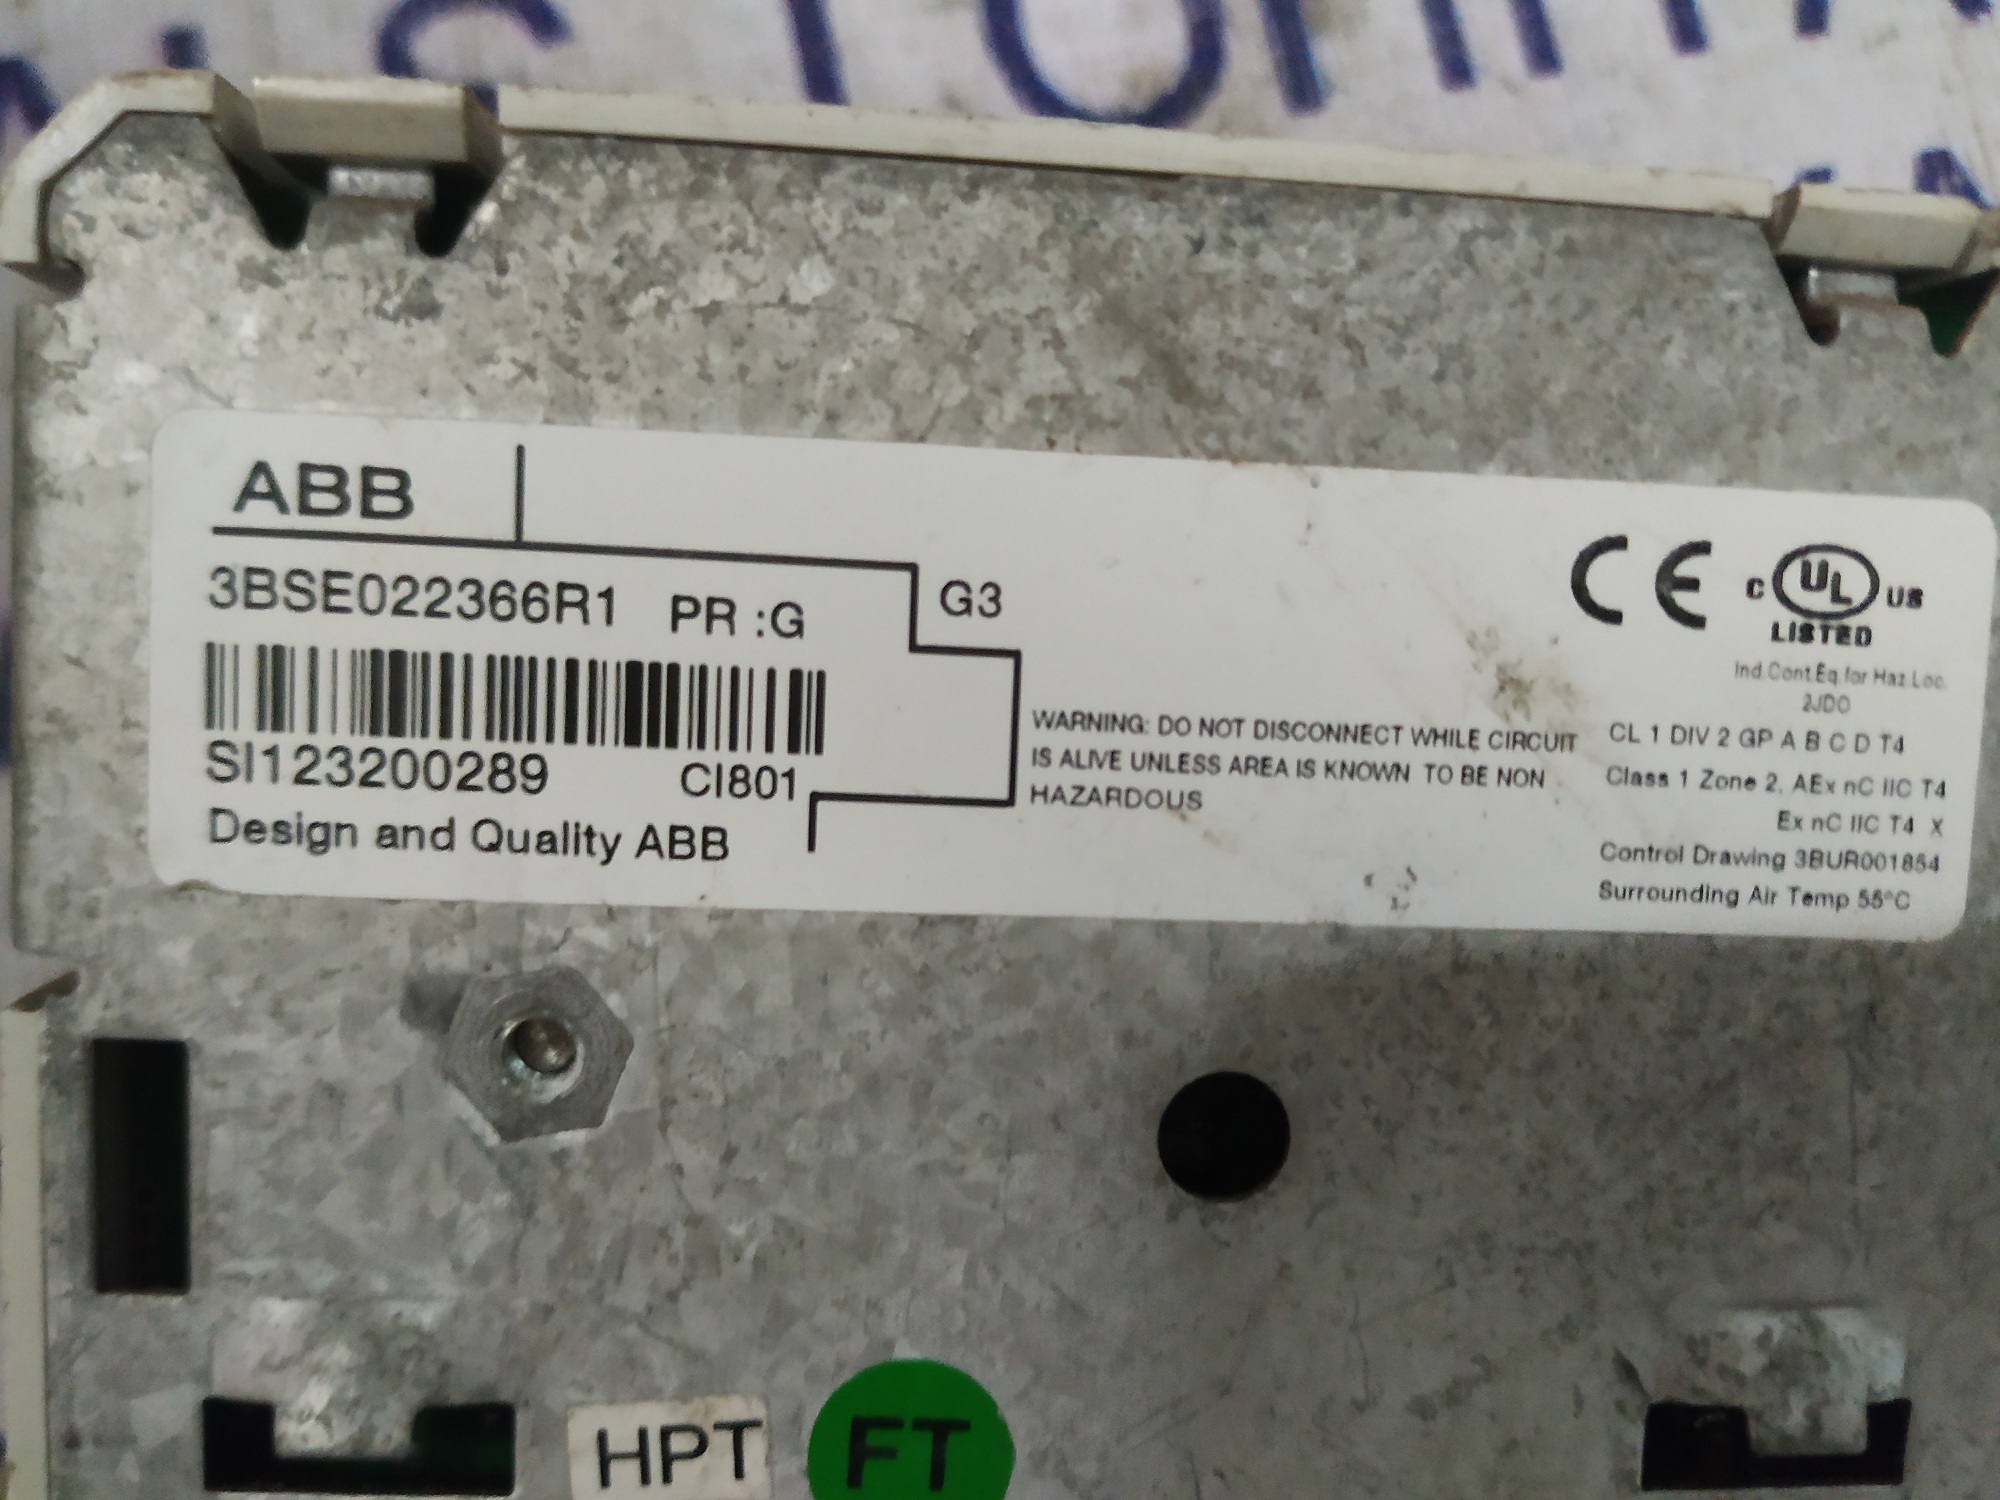 ABB
3BSE022366R1 PR :G
G3
SI123200289 CI801
Design and Quality ABB
WARNING: DO NOT DISCONNECT WHILE CIRCUIT
IS ALIVE UNLESS AREA IS KNOWN TO BE NON
HAZARDOUS
CE
C UL US
LISTED
Ind.Cont.Eq.for Haz.Loc.
2JD0
CL 1 DIV 2 GP A B C D T4
Class 1 Zone 2, AEx nC IIC T4
Ex nC IIC T4 X
Control Drawing 3BUR001854
Surrounding Air Temp 55°C
HPT
FT